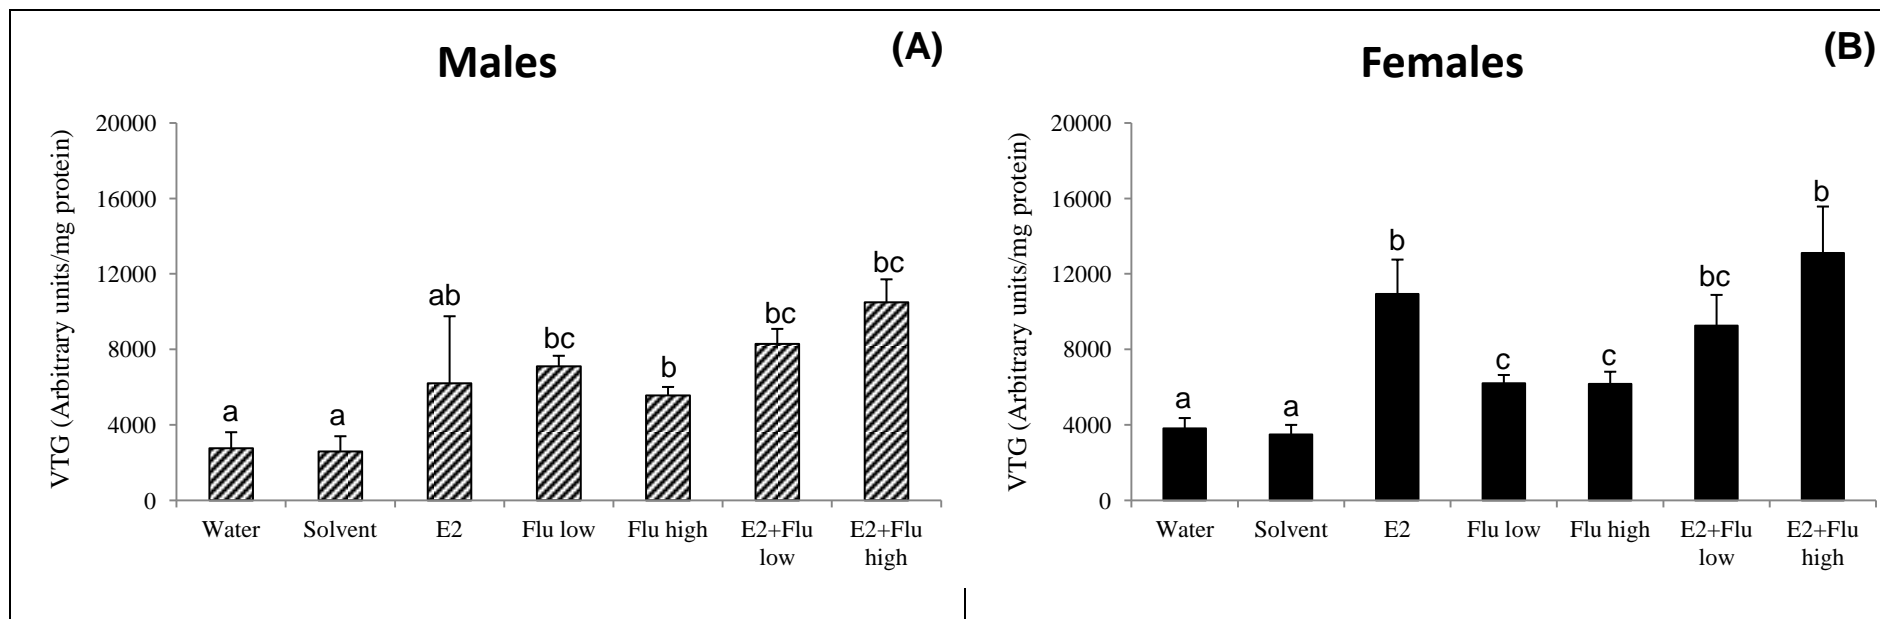 Males
(A)
VTG (Arbitrary units/mg protein)
20000
16000
12000
8000
4000
0
a
a
ab
bc
b
bc
bc
Water
Solvent
E2
Flu low
Flu high
E2+Flu
low
E2+Flu
high
Females
(B)
VTG (Arbitrary units/mg protein)
20000
16000
12000
8000
4000
0
a
a
b
c
c
bc
b
Water
Solvent
E2
Flu low
Flu high
E2+Flu
low
E2+Flu
high